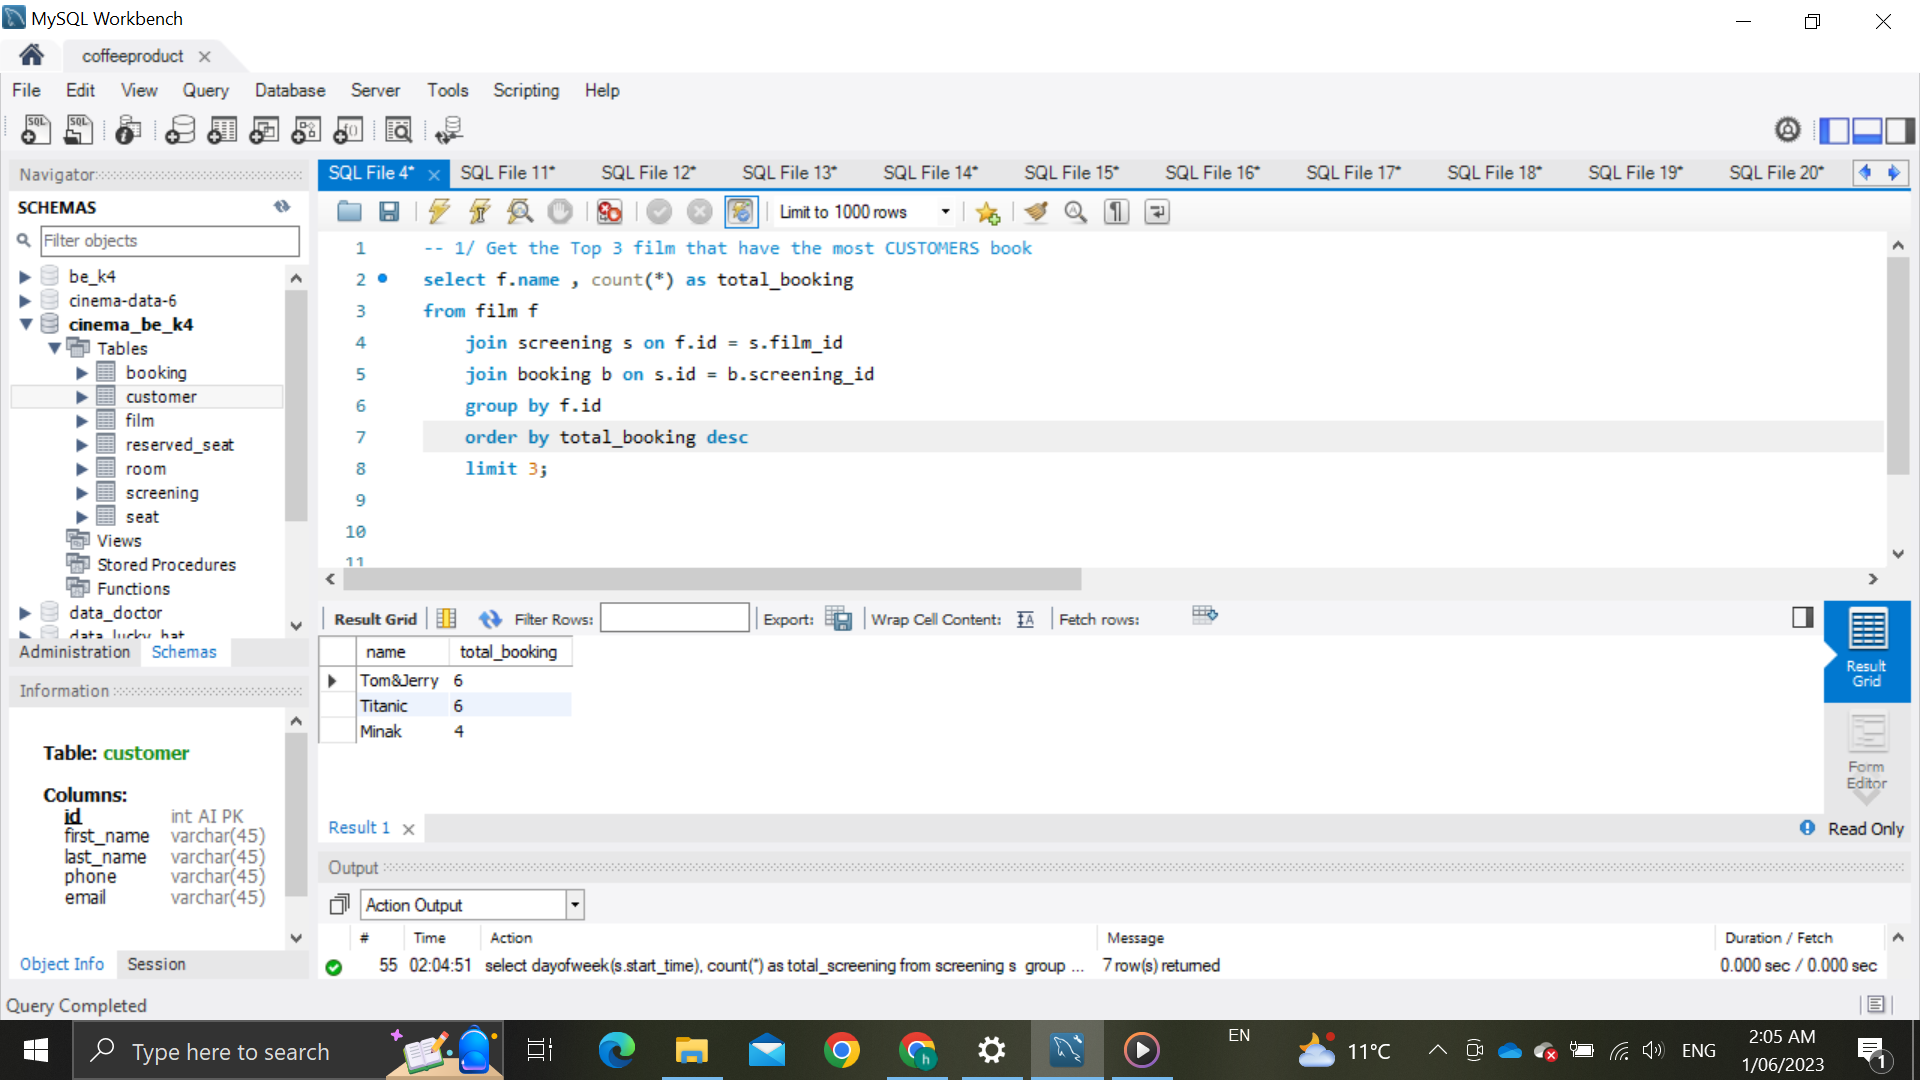 MySQL Workbench
coffeeproduct
File Edit View Query Database Server Tools Scripting Help
Navigator
SCHEMAS
Filter objects
be_k4
cinema-data-6
cinema_be_k4
Tables
booking
customer
film
reserved_seat
room
screening
seat
Views
Stored Procedures
Functions
data_doctor
data_lucky_hat
Administration Schemas
Information
Table: customer
Columns:
id int AI PK
first_name varchar(45)
last_name varchar(45)
phone varchar(45)
email varchar(45)
Object Info Session
SQL File 4* SQL File 11* SQL File 12* SQL File 13* SQL File 14* SQL File 15* SQL File 16* SQL File 17* SQL File 18* SQL File 19* SQL File 20*
Limit to 1000 rows
1 -- 1/ Get the Top 3 film that have the most CUSTOMERS book
2 select f.name , count(*) as total_booking
3 from film f
4 join screening s on f.id = s.film_id
5 join booking b on s.id = b.screening_id
6 group by f.id
7 order by total_booking desc
8 limit 3;
9
10
11
Result Grid Filter Rows: Export: Wrap Cell Content: Fetch rows:
name total_booking
Tom&Jerry 6
Titanic 6
Minak 4
Result
Grid
Form
Editor
Result 1 Read Only
Output
Action Output
# Time Action Message Duration / Fetch
55 02:04:51 select dayofweek(s.start_time), count(*) as total_screening from screening s group ... 7 row(s) returned 0.000 sec / 0.000 sec
Query Completed
Type here to search
EN
11°C
ENG
2:05 AM
1/06/2023
1